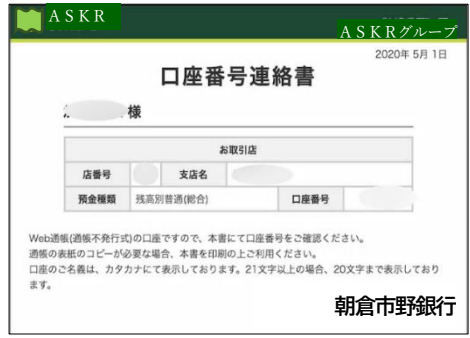 ASKR
ASKRグループ
2020年 5月 1日
口座番号連絡書
様
お取引店
店番号 支店名
預金種類 残高別普通(総合) 口座番号
Web通帳(通帳不発行式)の口座ですので、本書にて口座番号をご確認ください。
通帳の表紙のコピーが必要な場合、本書を印刷の上ご利用ください。
口座のご名義は、カタカナにて表示しております。21文字以上の場合、20文字まで表示しており
ます。
朝倉市野銀行